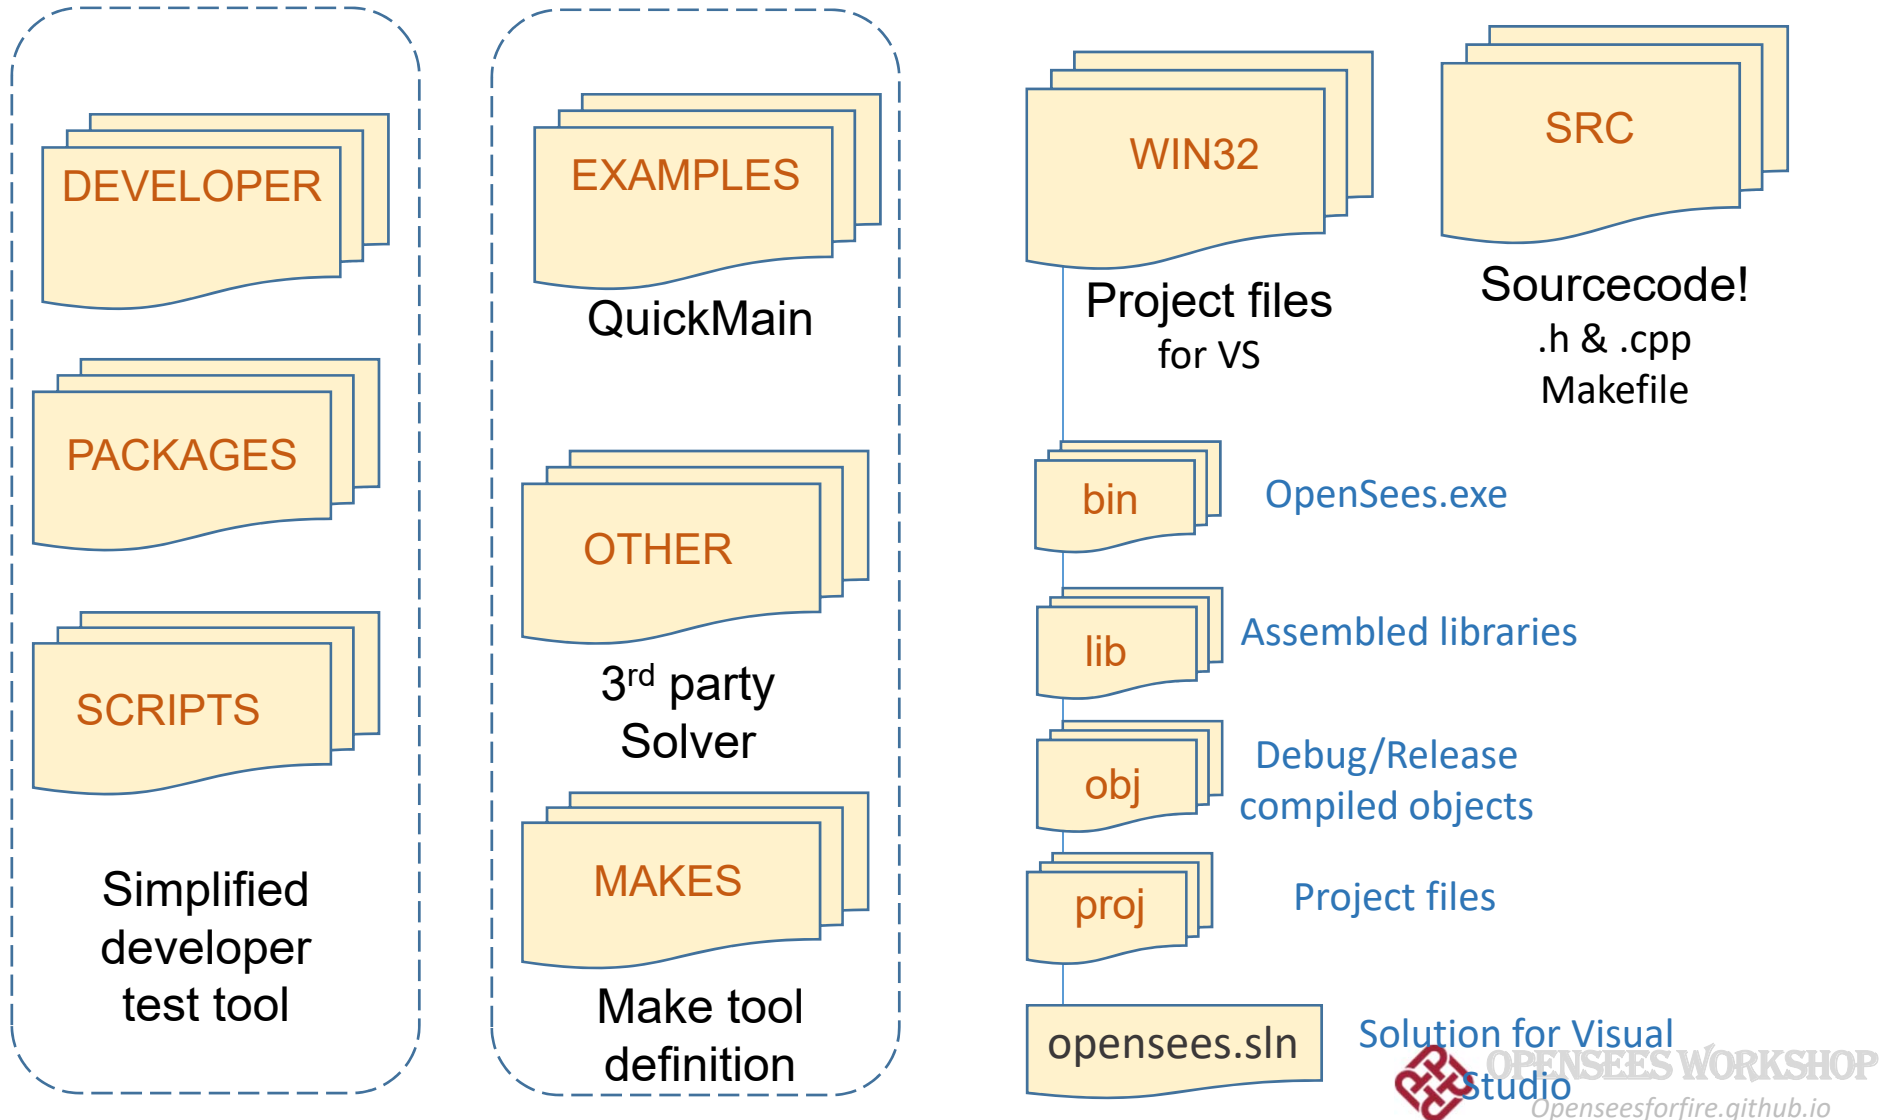 DEVELOPER
PACKAGES
SCRIPTS
Simplified
developer
test tool
EXAMPLES
QuickMain
OTHER
3rd party
Solver
MAKES
Make tool
definition
WIN32
Project files
for VS
SRC
Sourcecode!
.h & .cpp
Makefile
bin
OpenSees.exe
lib
Assembled libraries
obj
Debug/Release
compiled objects
proj
Project files
opensees.sln
Solution for Visual
Studio
OPENSEES WORKSHOP
Openseesforfire.github.io